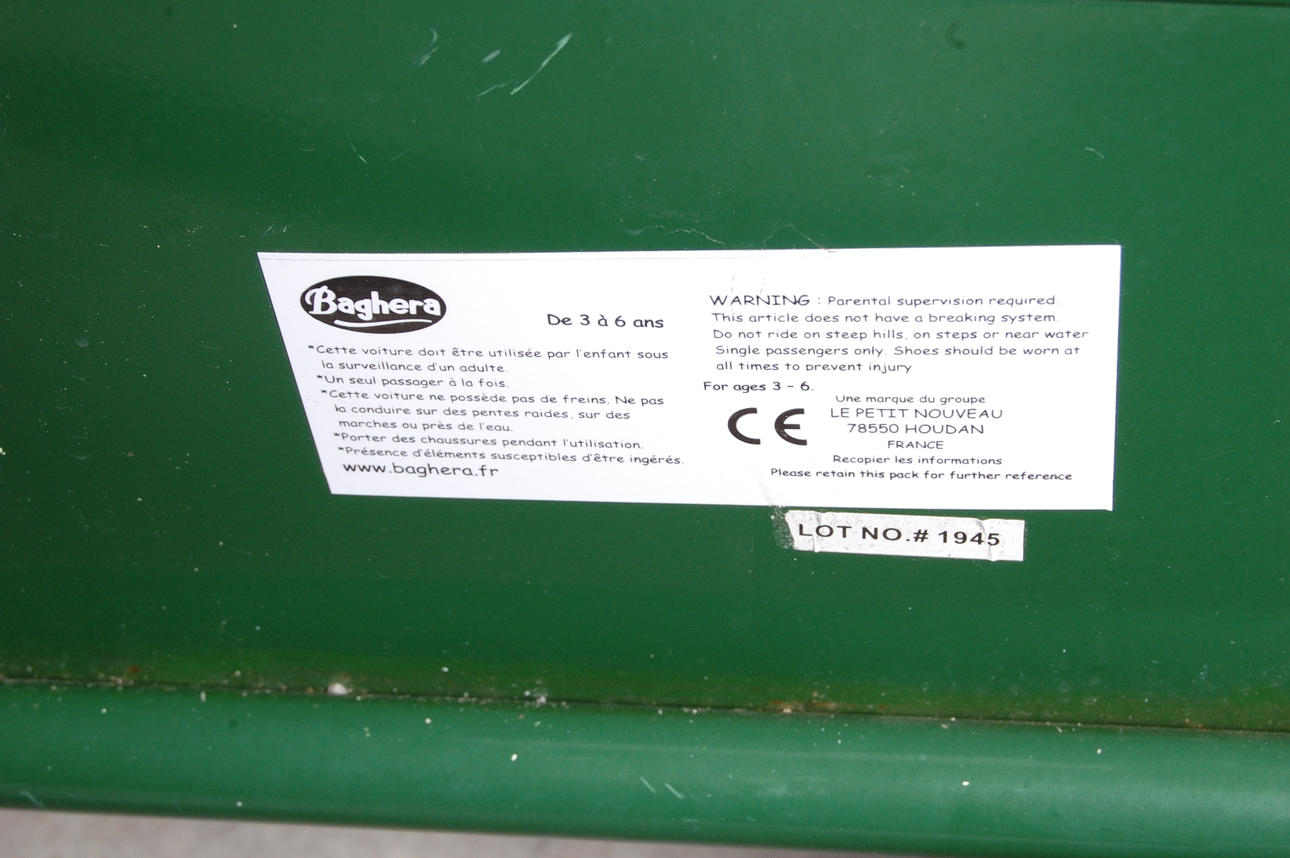 Baghera
De 3 à 6 ans
*Cette voiture doit être utilisée par l'enfant sous
la surveillance d'un adulte.
*Un seul passager à la fois.
*Cette voiture ne possède pas de freins. Ne pas
la conduire sur des pentes raides, sur des
marches ou près de l'eau.
*Porter des chaussures pendant l'utilisation.
*Présence d'éléments susceptibles d'être ingérés.
www.baghera.fr
WARNING : Parental supervision required.
This article does not have a breaking system.
Do not ride on steep hills, on steps or near water
Single passengers only. Shoes should be worn at
all times to prevent injury
For ages 3 - 6.
CE
Une marque du groupe
LE PETIT NOUVEAU
78550 HOUDAN
FRANCE
Recopier les informations
Please retain this pack for further reference
LOT NO.# 1945